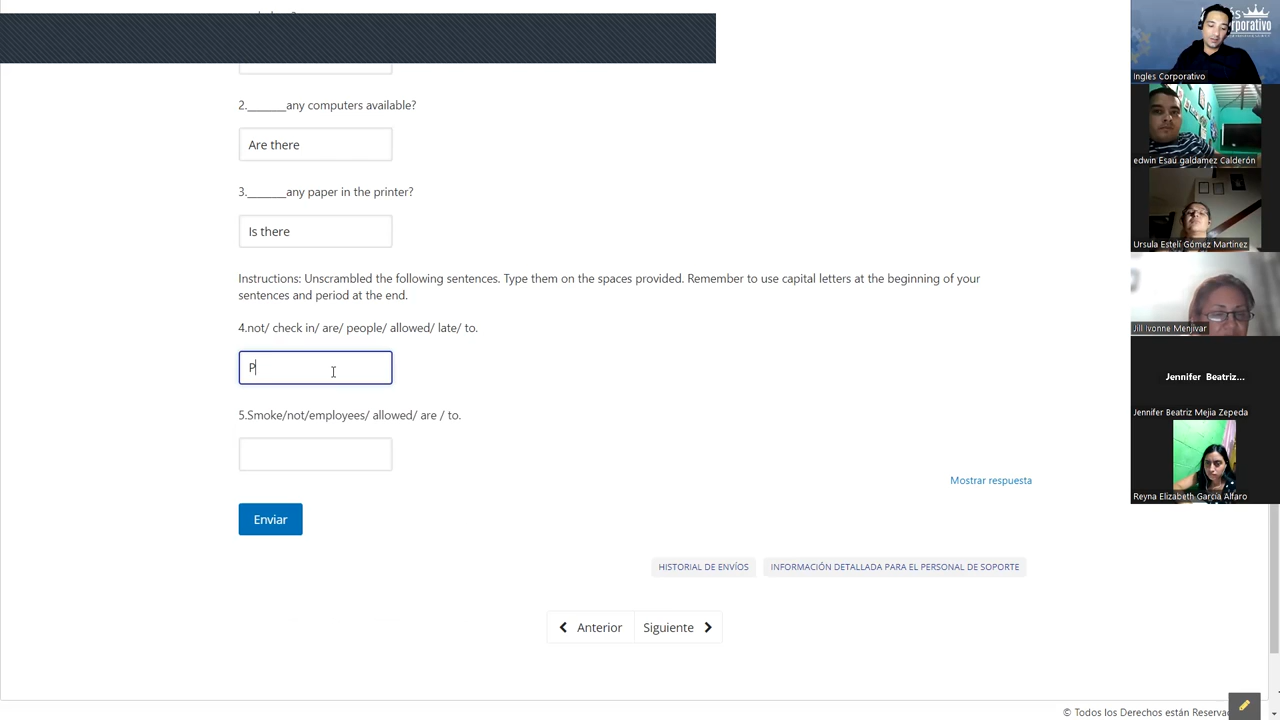 2.______any computers available?
Are there
3.______any paper in the printer?
Is there
Instructions: Unscrambled the following sentences. Type them on the spaces provided. Remember to use capital letters at the beginning of your
sentences and period at the end.
4.not/ check in/ are/ people/ allowed/ late/ to.
P
5.Smoke/not/employees/ allowed/ are / to.
Mostrar respuesta
Enviar
HISTORIAL DE ENVÍOS
INFORMACIÓN DETALLADA PARA EL PERSONAL DE SOPORTE
Anterior
Siguiente
© Todos los Derechos están Reserva
Ingles Corporativo
edwin Esaú galdamez Calderón
Ursula Estelí Gómez Martinez
Jill Ivonne Menjivar
Jennifer Beatriz...
Jennifer Beatriz Mejia Zepeda
Reyna Elizabeth García Alfaro